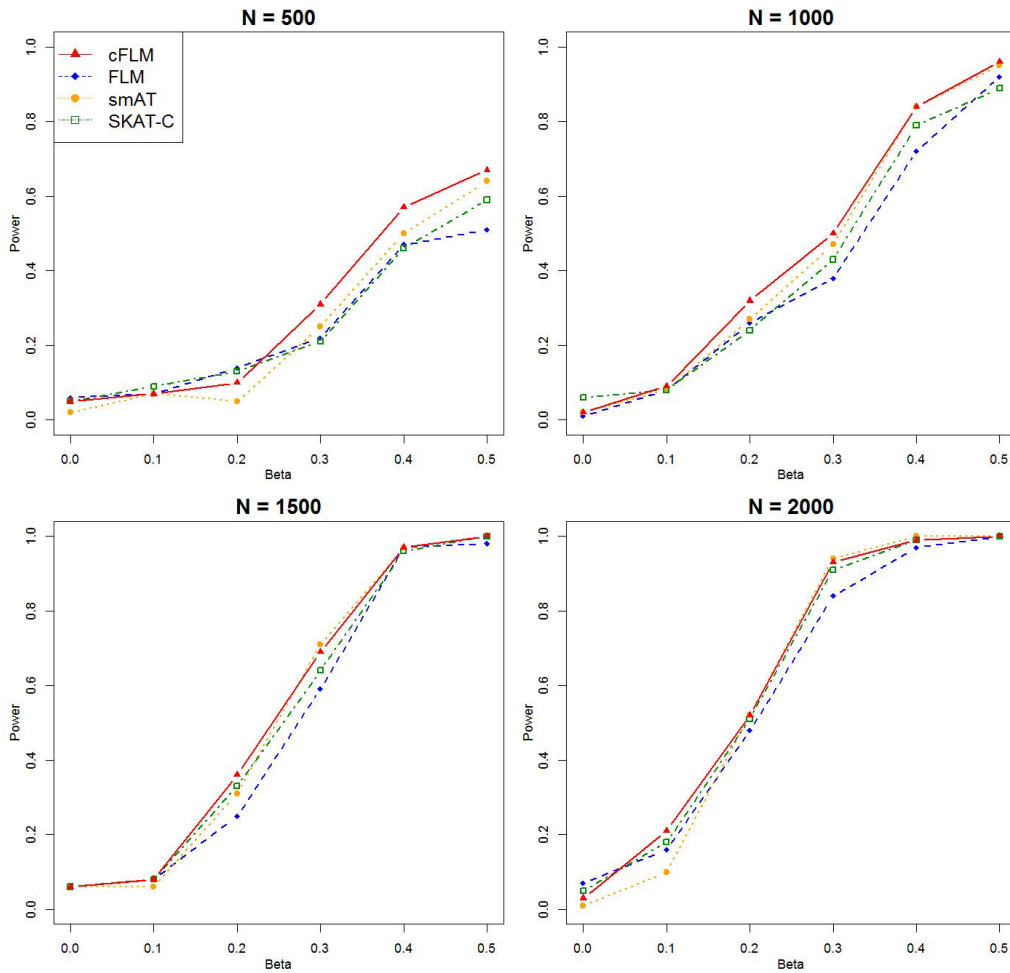 N = 500
cFLM
FLM
smAT
SKAT-C
Power
0.0 0.2 0.4 0.6 0.8 1.0
0.0 0.1 0.2 0.3 0.4 0.5
Beta
N = 1000
Power
0.0 0.2 0.4 0.6 0.8 1.0
0.0 0.1 0.2 0.3 0.4 0.5
Beta
N = 1500
Power
0.0 0.2 0.4 0.6 0.8 1.0
0.0 0.1 0.2 0.3 0.4 0.5
Beta
N = 2000
Power
0.0 0.2 0.4 0.6 0.8 1.0
0.0 0.1 0.2 0.3 0.4 0.5
Beta